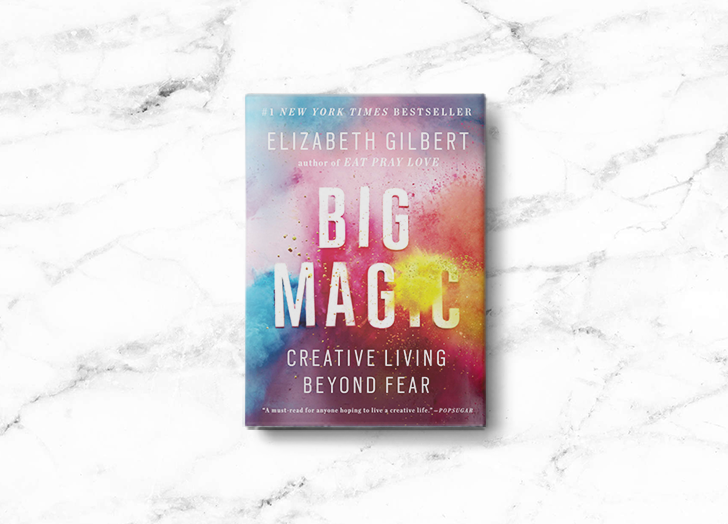 #1 NEW YORK TIMES BESTSELLER
ELIZABETH GILBERT
author of EAT PRAY LOVE
BIG
MAGIC
CREATIVE LIVING
BEYOND FEAR
"A must-read for anyone hoping to live a creative life."—POPSUGAR